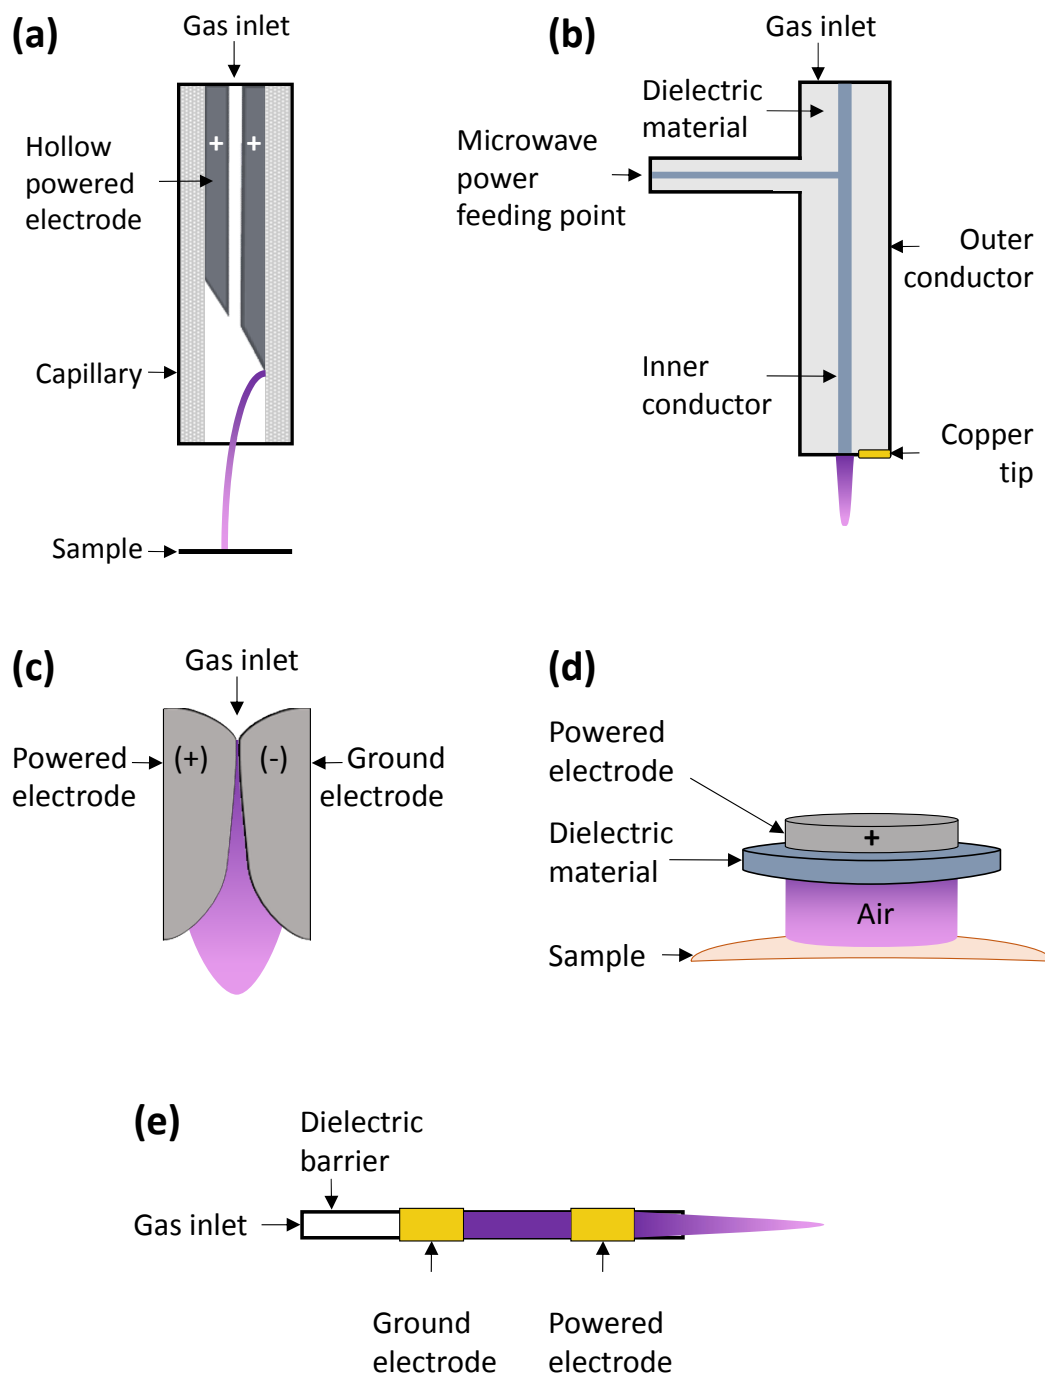 (a)
Gas inlet
+ +
Hollow
powered
electrode
Capillary
Sample
(b)
Gas inlet
Dielectric
material
Microwave
power
feeding point
Outer
conductor
Inner
conductor
Copper
tip
(c)
Gas inlet
Powered
electrode
(+) (-)
Ground
electrode
(d)
Powered
electrode
+
Dielectric
material
Air
Sample
(e)
Dielectric
barrier
Gas inlet
Ground
electrode
Powered
electrode